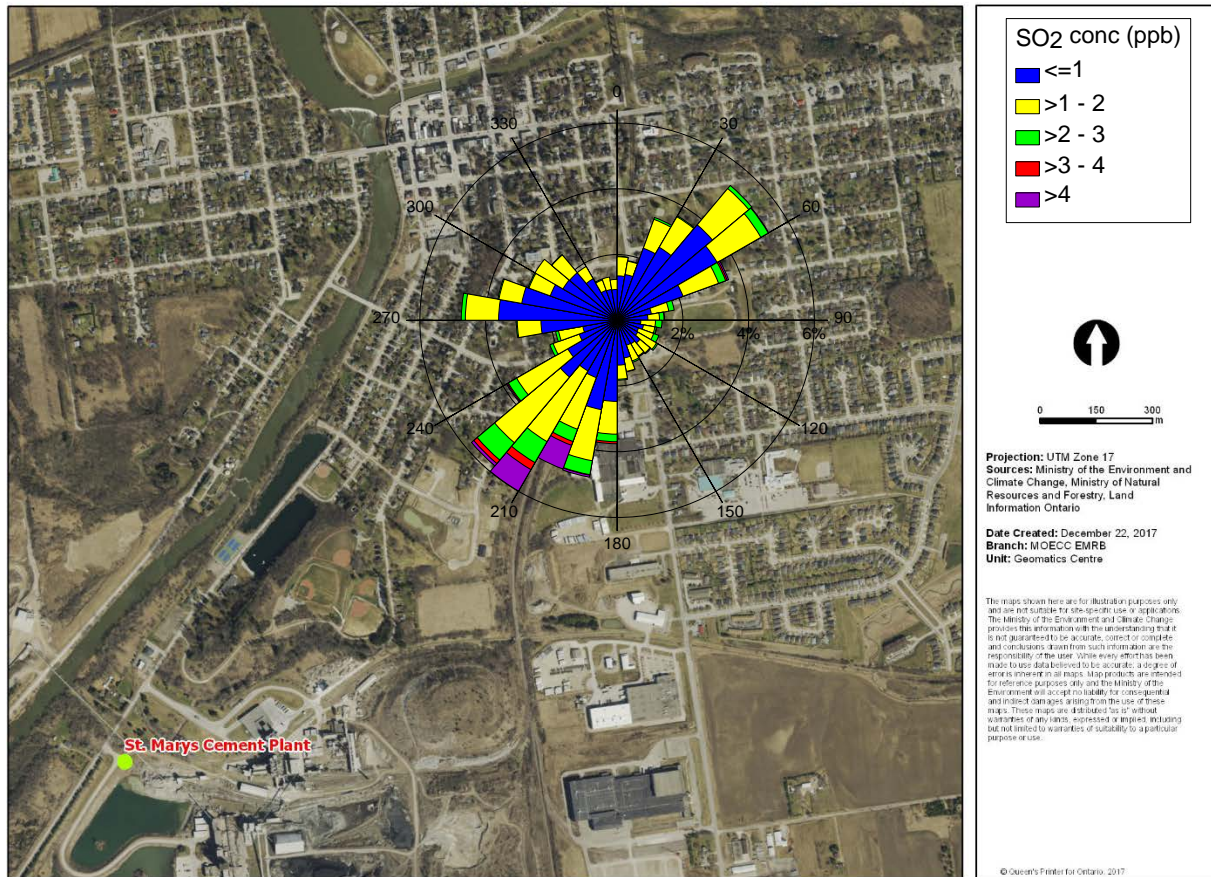 SO2 conc (ppb)
<=1
>1 - 2
>2 - 3
>3 - 4
>4
0
30
60
90
120
150
180
210
240
270
300
330
2%
4%
6%
St. Marys Cement Plant
0 150 300
m
Projection: UTM Zone 17
Sources: Ministry of the Environment and
Climate Change, Ministry of Natural
Resources and Forestry, Land
Information Ontario
Date Created: December 22, 2017
Branch: MOECC EMRB
Unit: Geomatics Centre
The maps shown here are for illustration purposes only
and are not suitable for site-specific use or applications.
The Ministry of the Environment and Climate Change
provides this information with the understanding that it
is not guaranteed to be accurate, correct or complete
and conclusions drawn from such information are the
responsibility of the user. While every effort has been
made to use data believed to be accurate, a degree of
error is inherent in all maps. Map products are intended
for reference purposes only and the Ministry of the
Environment will accept no liability for consequential
and indirect damages arising from the use of these
maps. These maps are distributed "as is" without
warranties of any kinds, expressed or implied, including
but not limited to warranties of suitability to a particular
purpose or use.
© Queen's Printer for Ontario, 2017